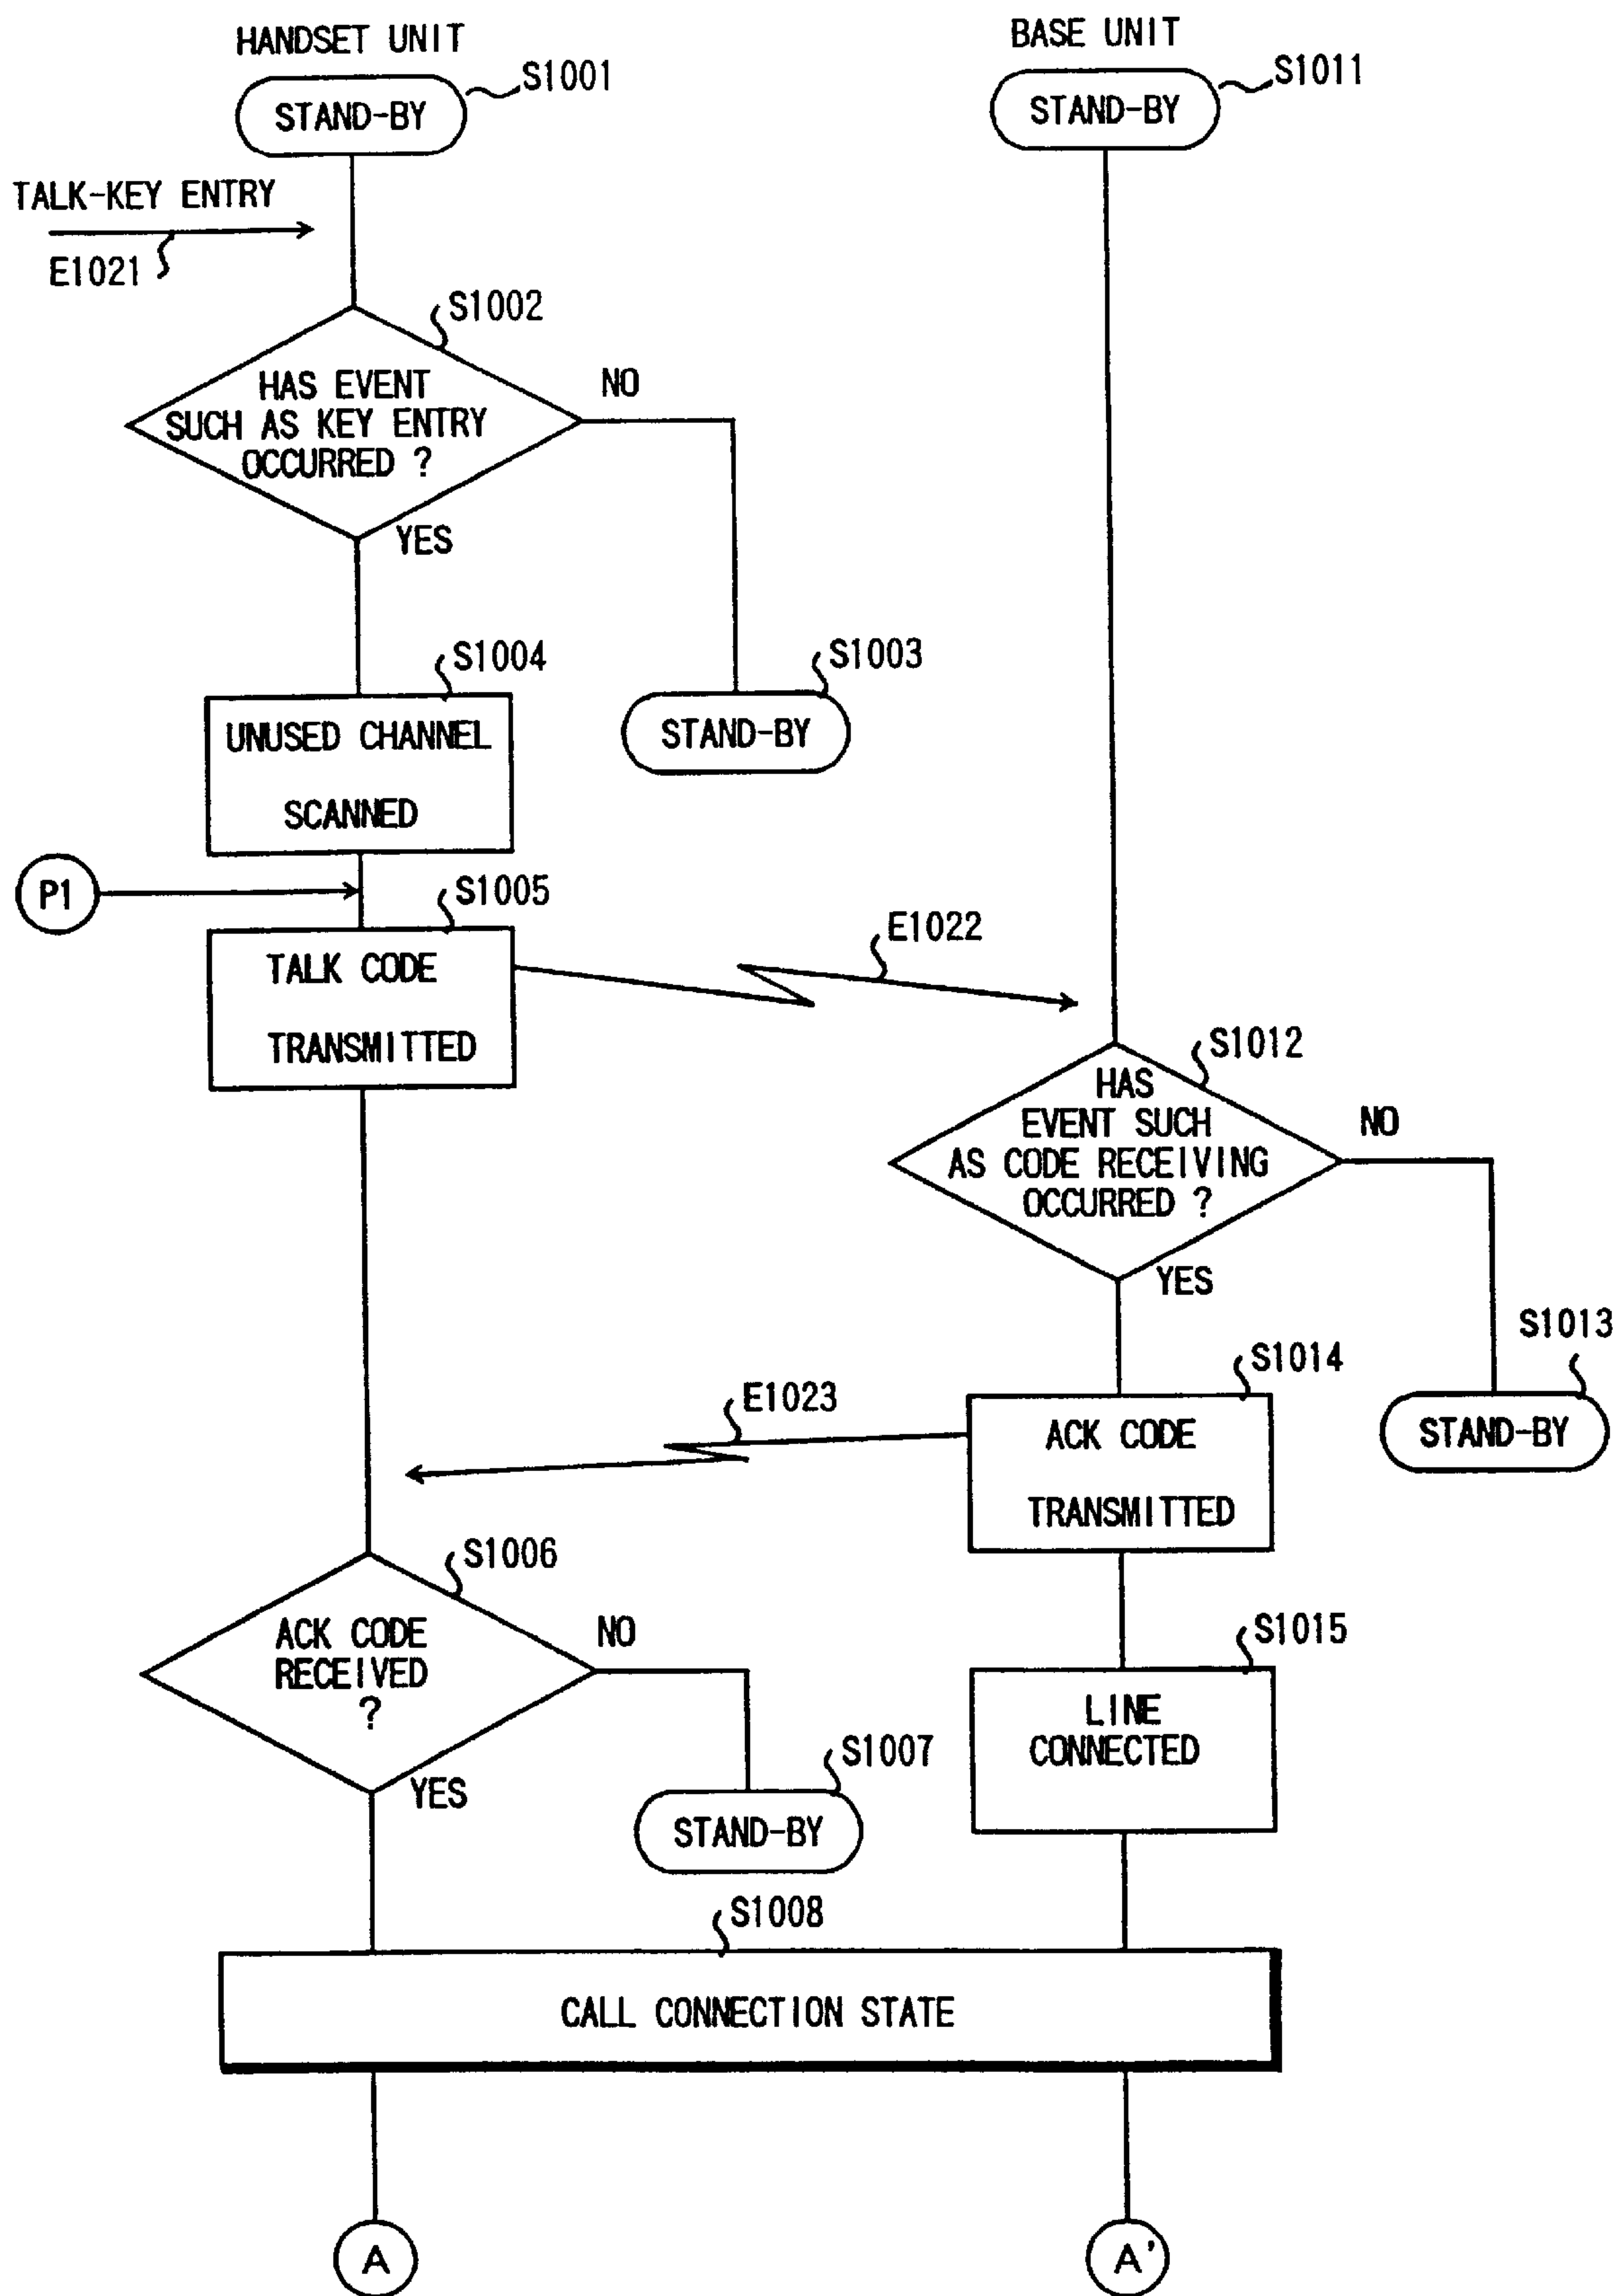 HANDSET UNIT
BASE UNIT
S1001
S1011
STAND-BY
STAND-BY
TALK-KEY ENTRY
E1021
S1002
HAS EVENT
SUCH AS KEY ENTRY
OCCURRED ?
NO
YES
S1004
S1003
UNUSED CHANNEL
SCANNED
STAND-BY
P1
S1005
TALK CODE
TRANSMITTED
E1022
S1012
HAS
EVENT SUCH
AS CODE RECEIVING
OCCURRED ?
NO
YES
S1013
S1014
STAND-BY
E1023
ACK CODE
TRANSMITTED
S1006
ACK CODE
RECEIVED
?
NO
YES
S1015
LINE
CONNECTED
S1007
STAND-BY
S1008
CALL CONNECTION STATE
A
A'